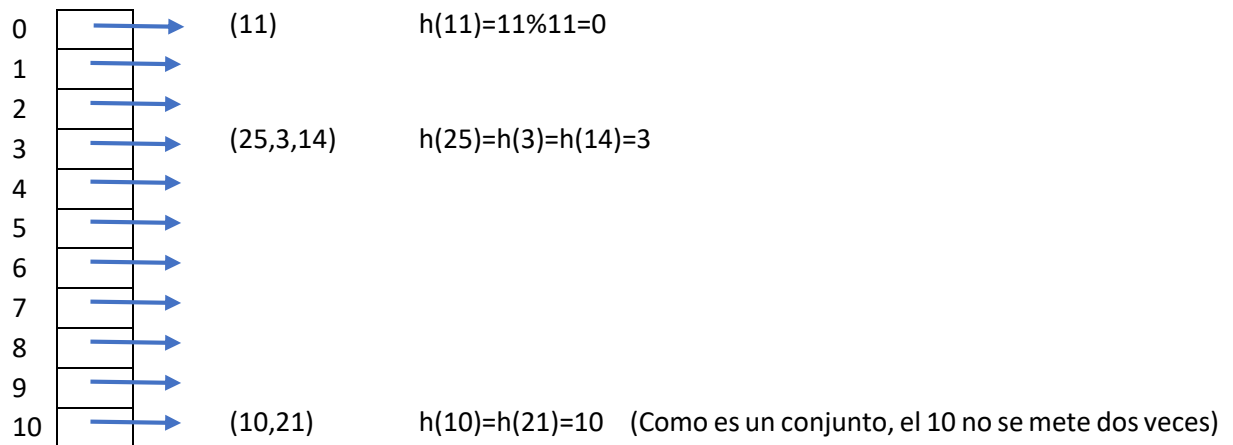 0 (11) h(11)=11%11=0
1
2
3 (25,3,14) h(25)=h(3)=h(14)=3
4
5
6
7
8
9
10 (10,21) h(10)=h(21)=10 (Como es un conjunto, el 10 no se mete dos veces)